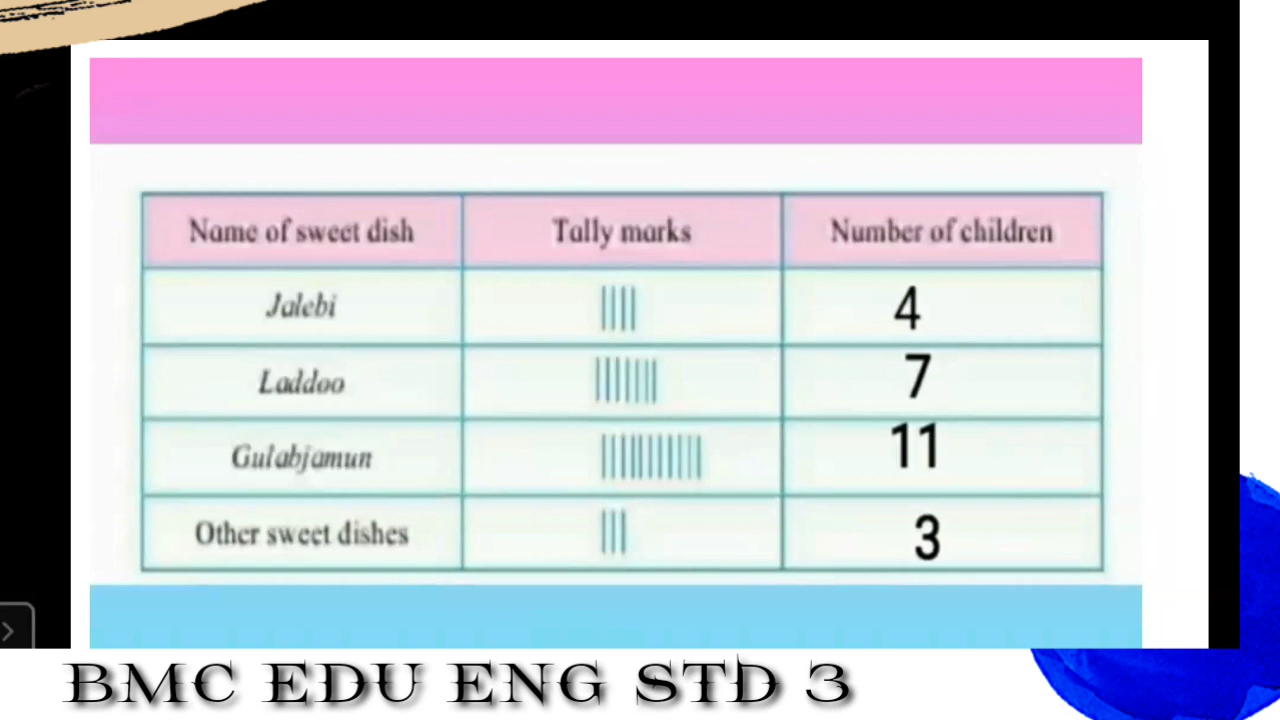 Name of sweet dish Tally marks Number of children
Jalebi |||| 4
Laddoo ||||||| 7
Gulabjamun ||||||||||| 11
Other sweet dishes ||| 3
BMC EDU ENG STD 3